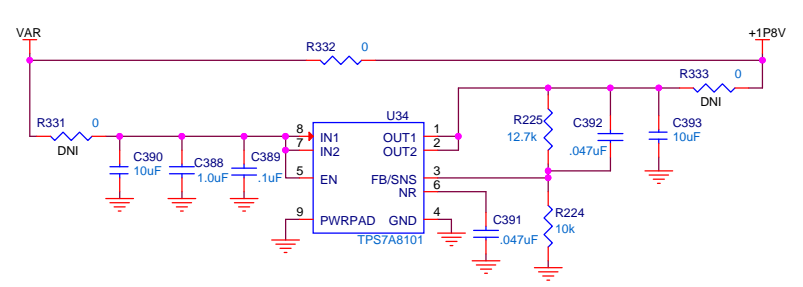 VAR
+1P8V
R332 0
R333 0
DNI
R331 0
DNI
U34
8 IN1
7 IN2
5 EN
9 PWRPAD
OUT1 1
OUT2 2
FB/SNS 3
NR 6
GND 4
TPS7A8101
C390
10uF
C388
1.0uF
C389
.1uF
R225
12.7k
C392
.047uF
C393
10uF
C391
.047uF
R224
10k